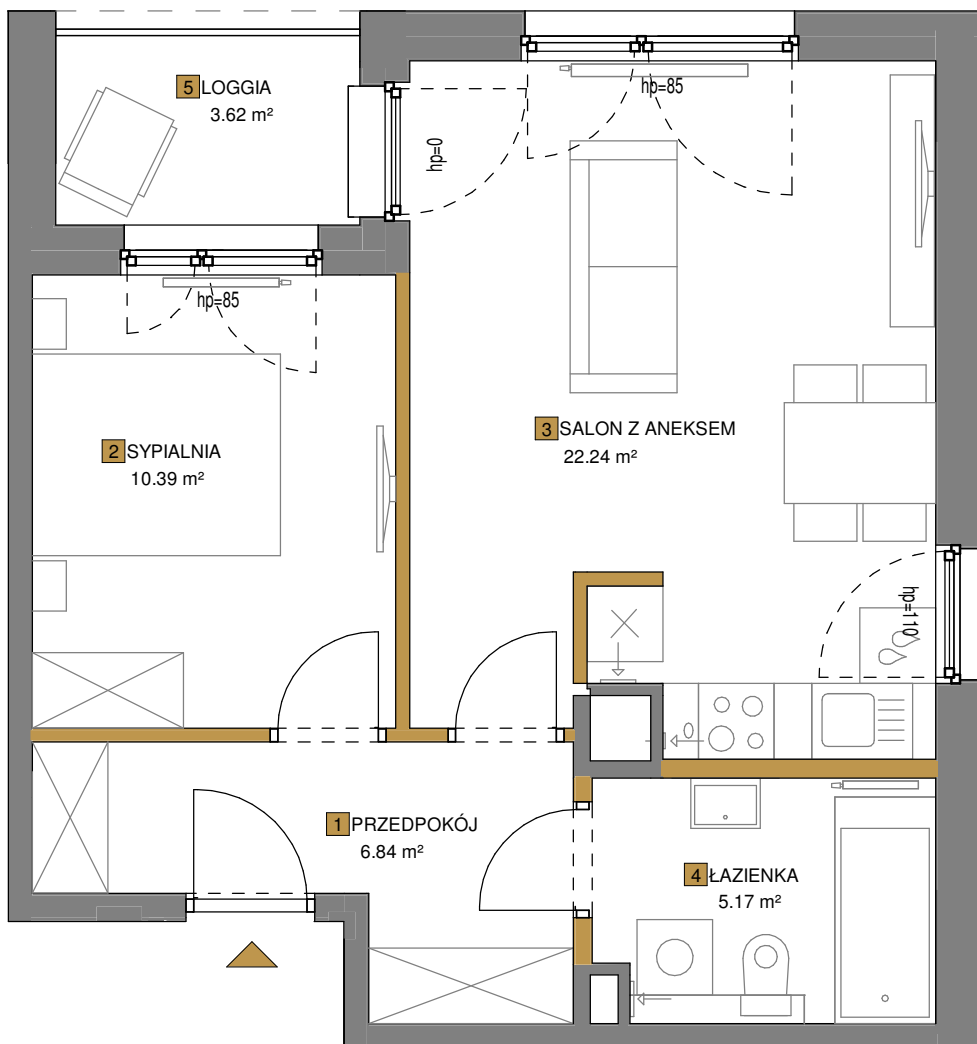 5 LOGGIA
3.62 m²
hp=85
hp=0
hp=85
3 SALON Z ANEKSEM
22.24 m²
2 SYPIALNIA
10.39 m²
hp=110
1 PRZEDPOKÓJ
6.84 m²
4 ŁAZIENKA
5.17 m²